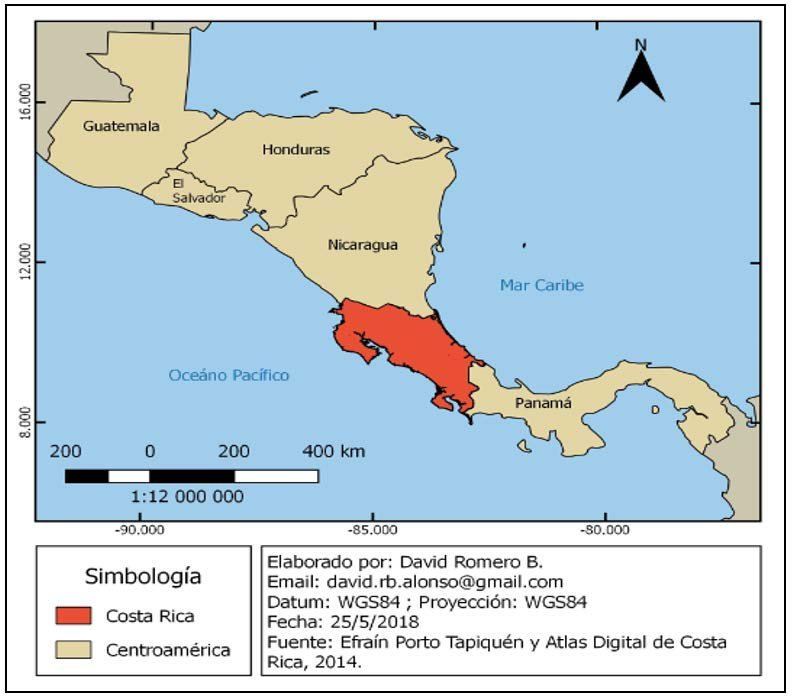 N
16.000
Guatemala
Honduras
El
Salvador
Nicaragua
12.000
Mar Caribe
Oceáno Pacífico
Panamá
8.000
200 0 200 400 km
1:12 000 000
-90.000 -85.000 -80.000
Simbología
Costa Rica
Centroamérica
Elaborado por: David Romero B.
Email: david.rb.alonso@gmail.com
Datum: WGS84 ; Proyección: WGS84
Fecha: 25/5/2018
Fuente: Efraín Porto Tapiquén y Atlas Digital de Costa
Rica, 2014.